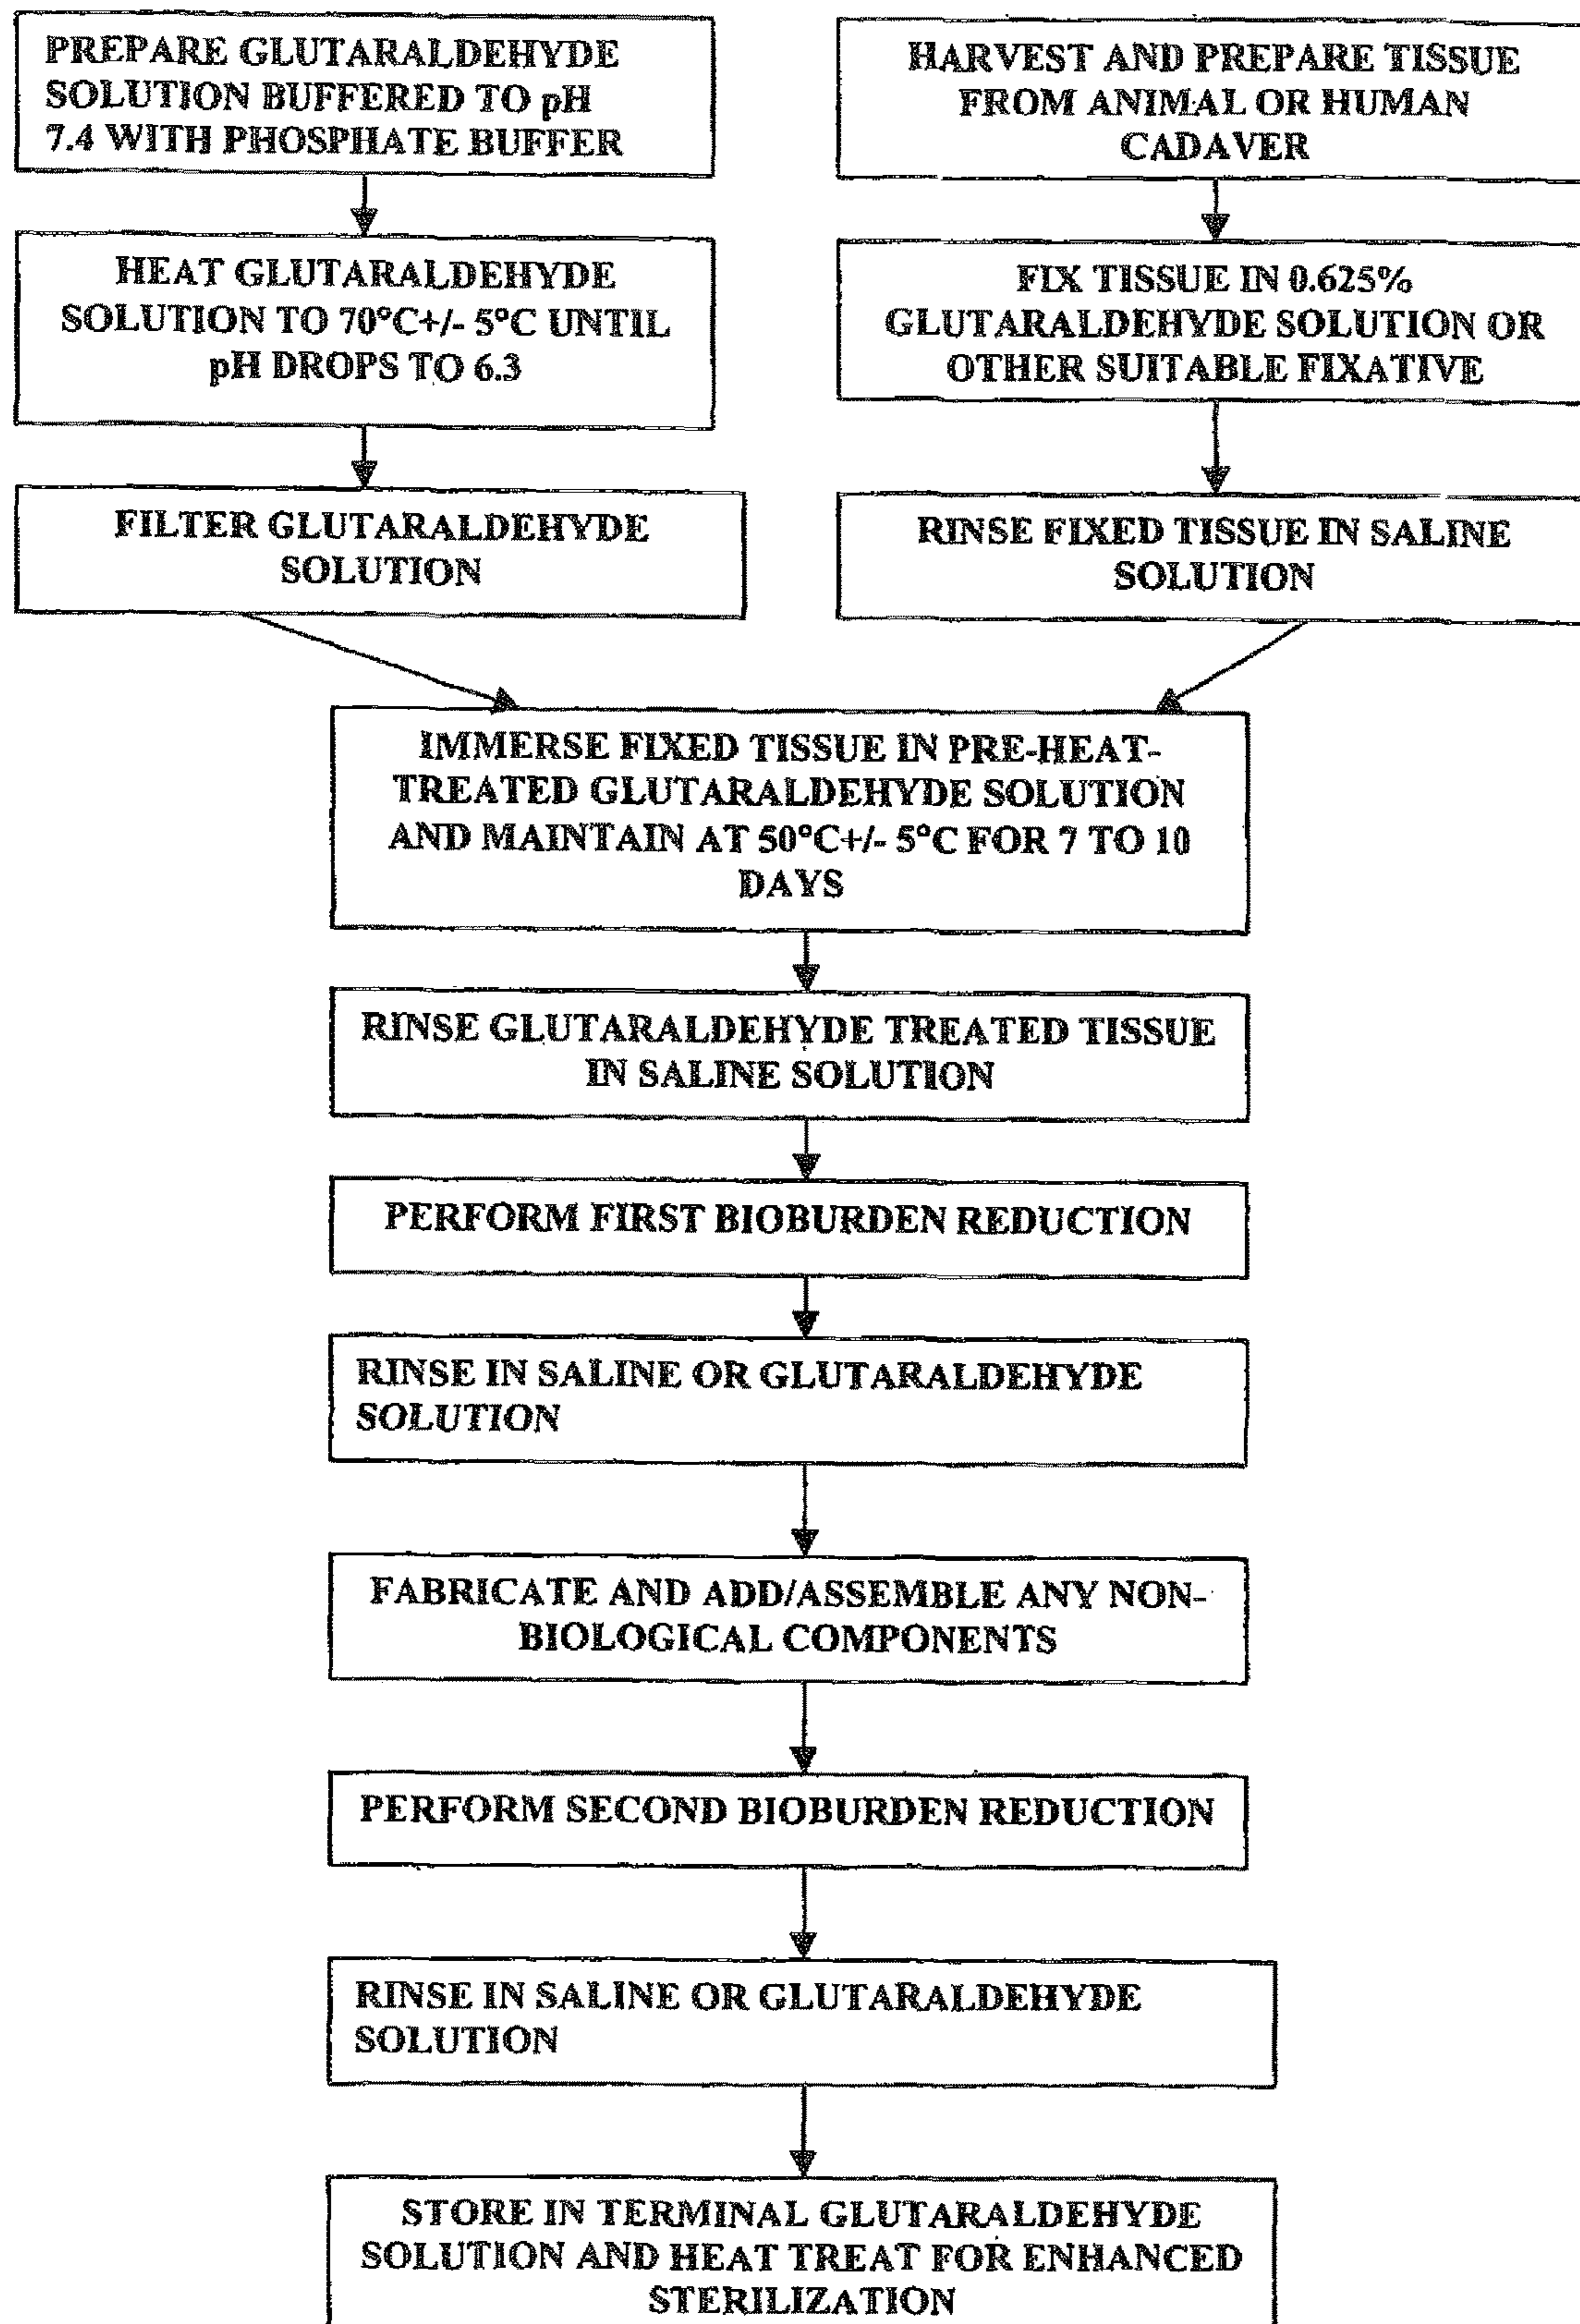 PREPARE GLUTARALDEHYDE
SOLUTION BUFFERED TO pH
7.4 WITH PHOSPHATE BUFFER
HARVEST AND PREPARE TISSUE
FROM ANIMAL OR HUMAN
CADAVER
HEAT GLUTARALDEHYDE
SOLUTION TO 70°C+/- 5°C UNTIL
pH DROPS TO 6.3
FIX TISSUE IN 0.625%
GLUTARALDEHYDE SOLUTION OR
OTHER SUITABLE FIXATIVE
FILTER GLUTARALDEHYDE
SOLUTION
RINSE FIXED TISSUE IN SALINE
SOLUTION
IMMERSE FIXED TISSUE IN PRE-HEAT-
TREATED GLUTARALDEHYDE SOLUTION
AND MAINTAIN AT 50°C+/- 5°C FOR 7 TO 10
DAYS
RINSE GLUTARALDEHYDE TREATED TISSUE
IN SALINE SOLUTION
PERFORM FIRST BIOBURDEN REDUCTION
RINSE IN SALINE OR GLUTARALDEHYDE
SOLUTION
FABRICATE AND ADD/ASSEMBLE ANY NON-
BIOLOGICAL COMPONENTS
PERFORM SECOND BIOBURDEN REDUCTION
RINSE IN SALINE OR GLUTARALDEHYDE
SOLUTION
STORE IN TERMINAL GLUTARALDEHYDE
SOLUTION AND HEAT TREAT FOR ENHANCED
STERILIZATION